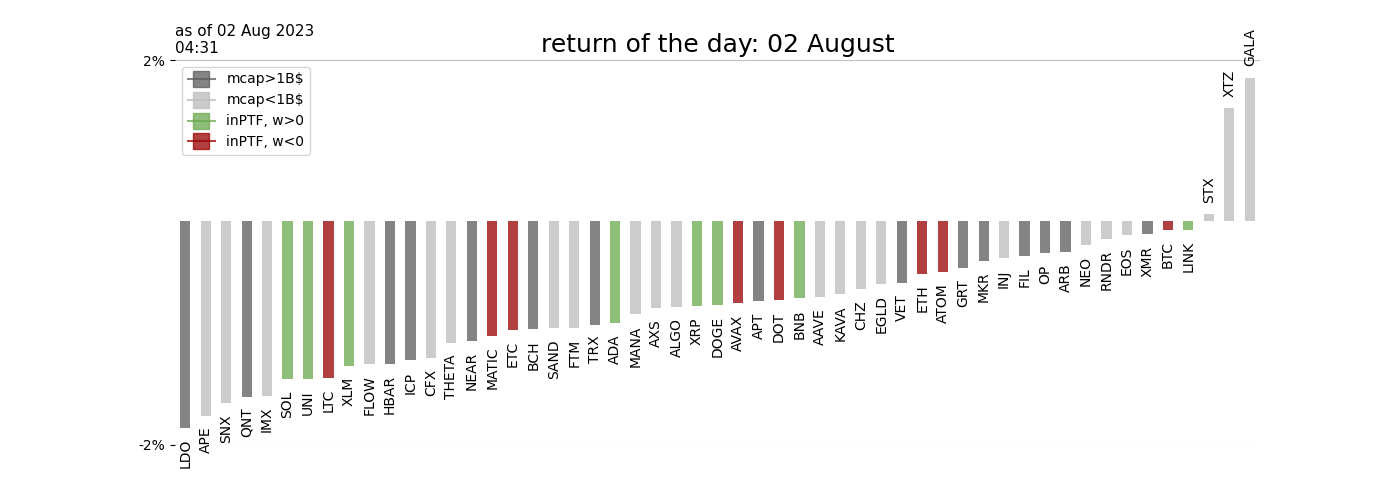 as of 02 Aug 2023
04:31
return of the day: 02 August
2%
-2%
mcap>1B$
mcap<1B$
inPTF, w>0
inPTF, w<0
LDO
APE
SNX
QNT
IMX
SOL
UNI
LTC
XLM
FLOW
HBAR
ICP
CFX
THETA
NEAR
MATIC
ETC
BCH
SAND
FTM
TRX
ADA
MANA
AXS
ALGO
XRP
DOGE
AVAX
APT
DOT
BNB
AAVE
KAVA
CHZ
EGLD
VET
ETH
ATOM
GRT
MKR
INJ
FIL
OP
ARB
NEO
RNDR
EOS
XMR
BTC
LINK
STX
XTZ
GALA